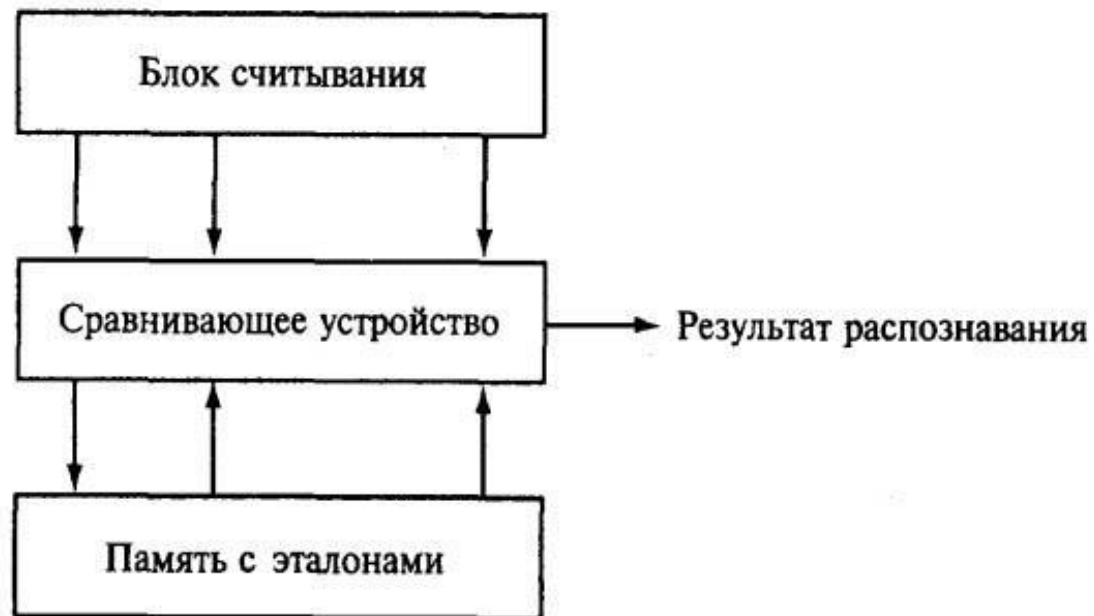 Блок считывания
Сравнивающее устройство
Результат распознавания
Память с эталонами